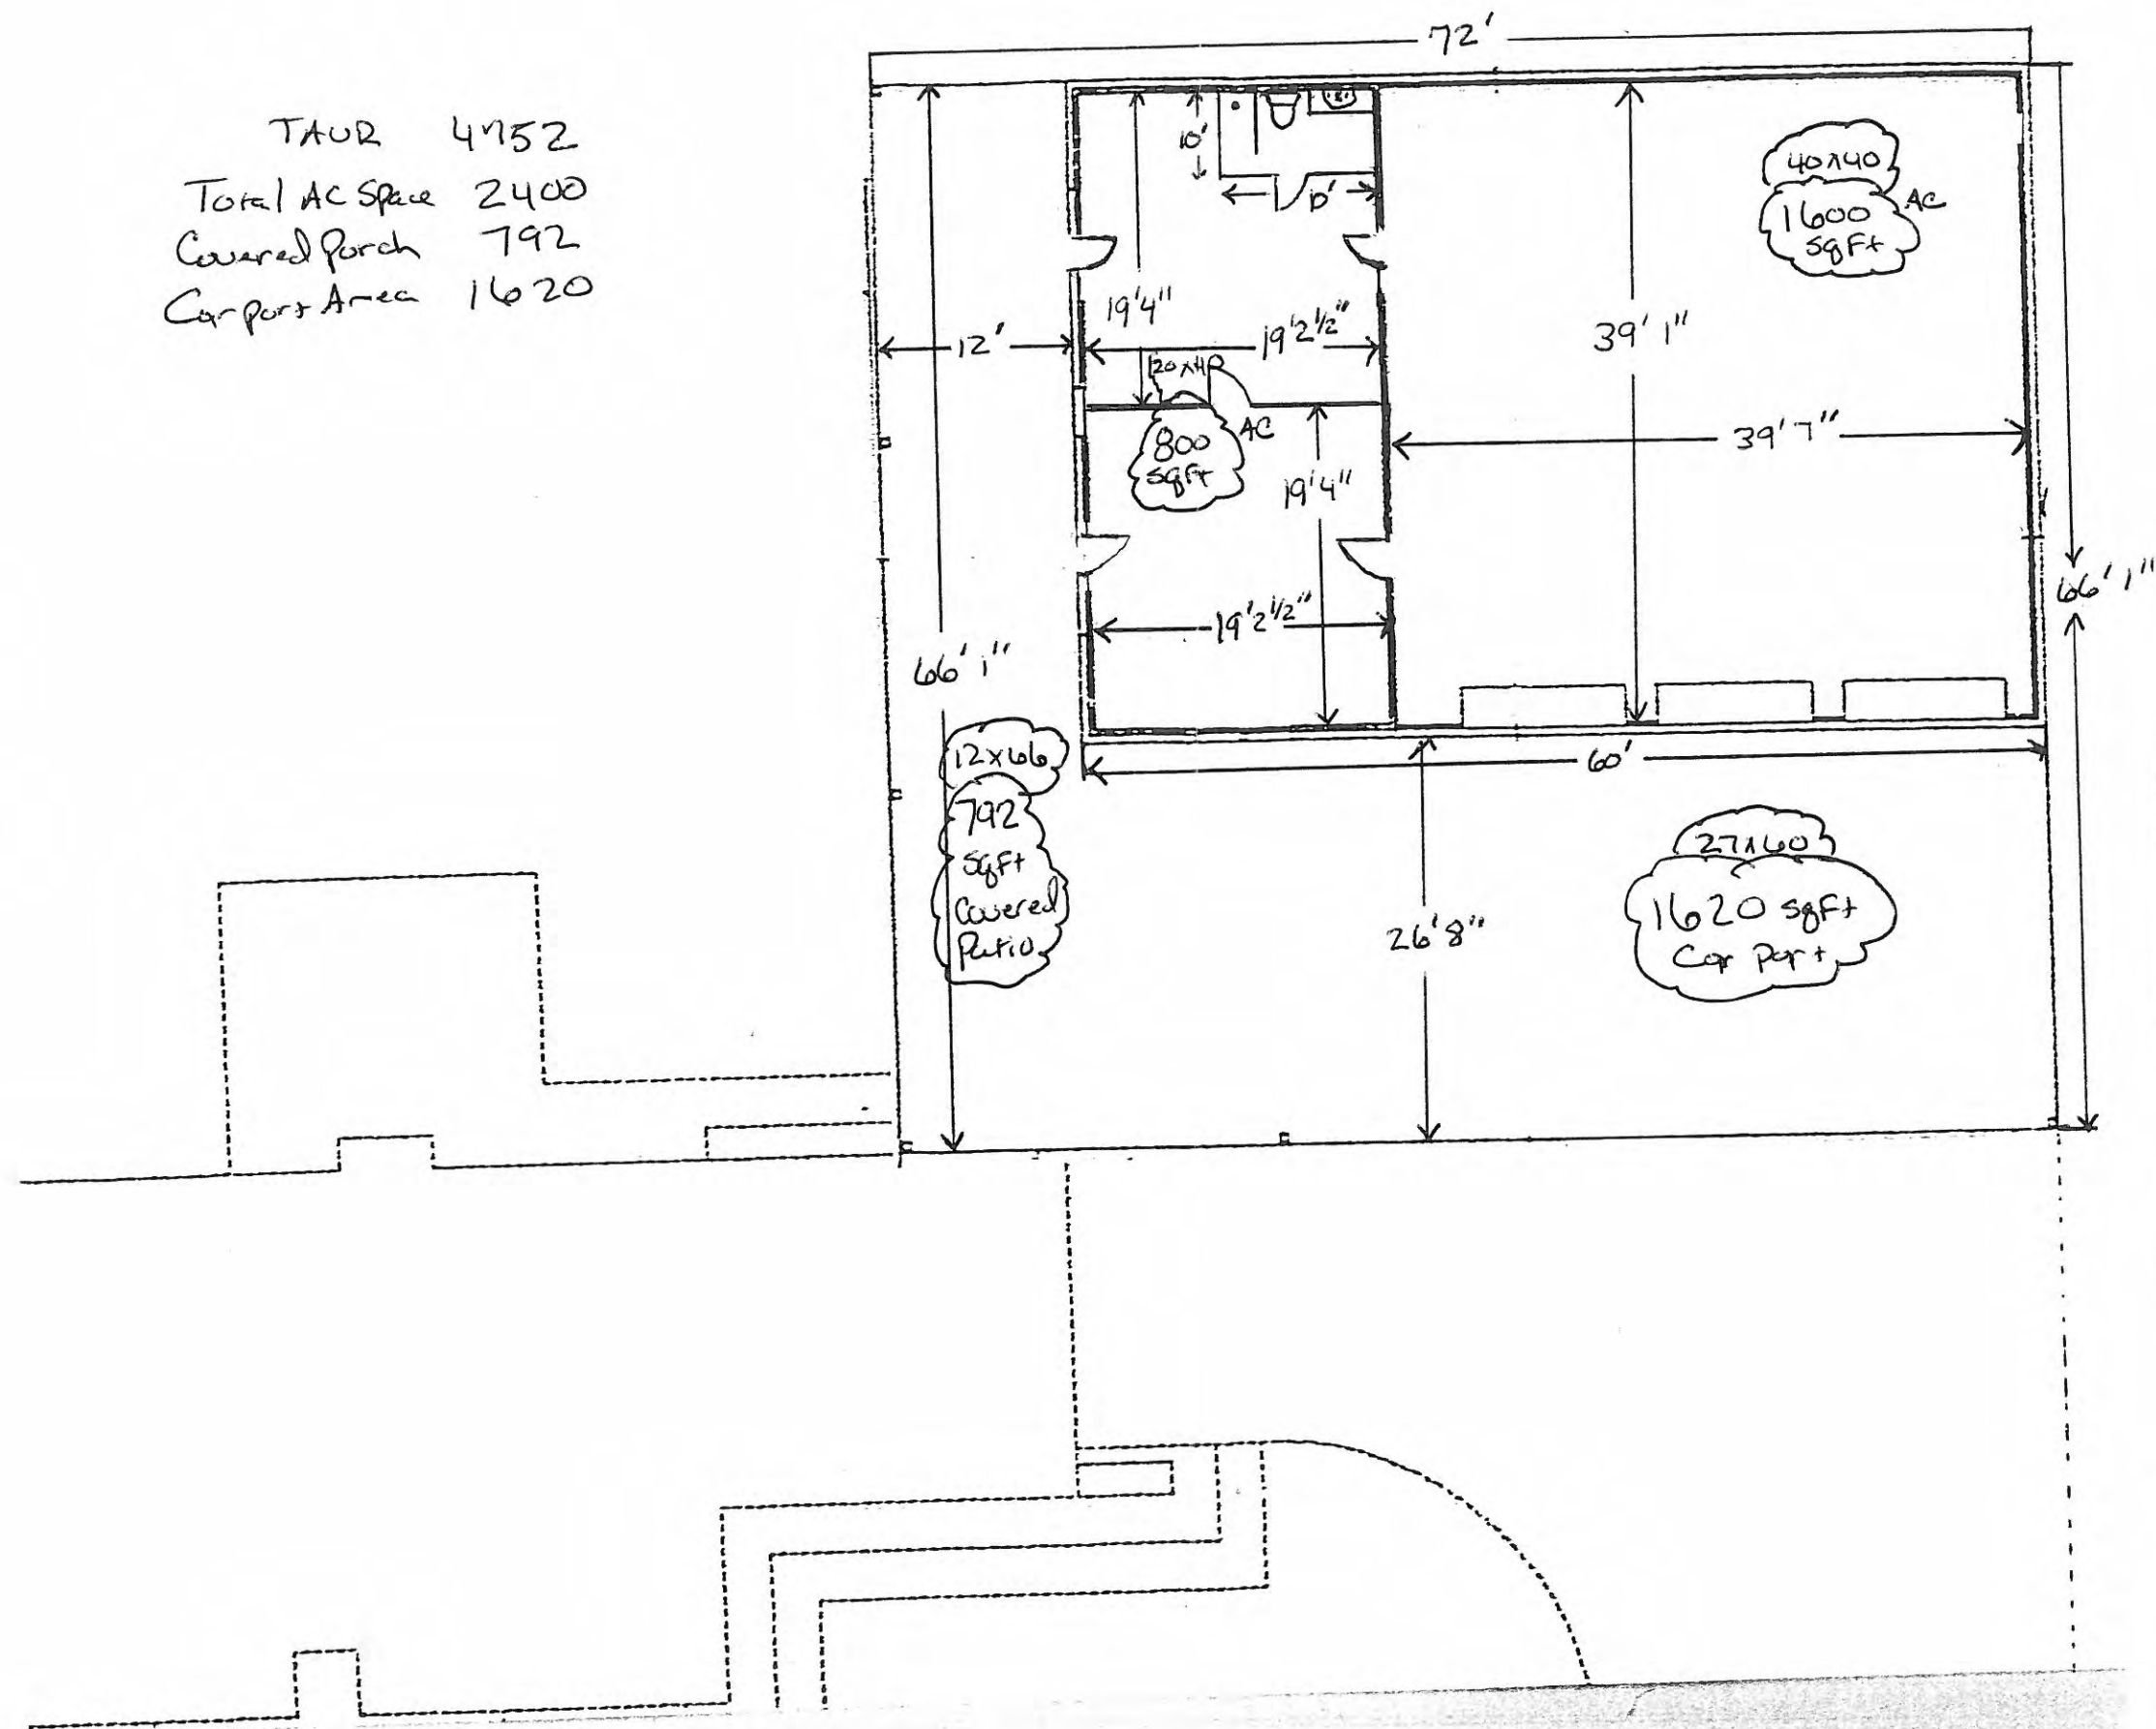 72'
TAUR 4752
Total AC Space 2400
Covered Porch 792
Carport Area 1620
10'
10'
40x40
1600
sqft
AC
19'4"
12'
19'2 1/2"
39'1"
20x40
800
sqft
AC
39'7"
19'4"
19'2 1/2"
66'1"
66'1"
60'
12x66
792
sqft
Covered
Patio
27x60
1620 sqft
Car Port
26'8"